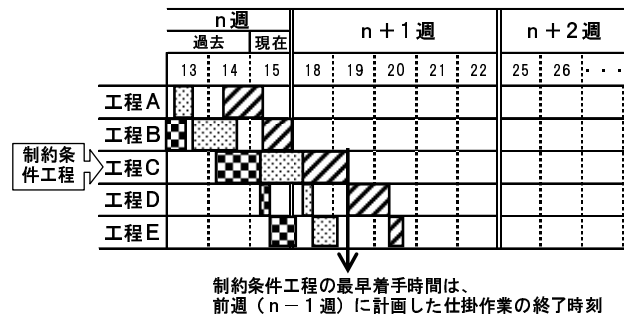 n週
n+1週
n+2週
過去
現在
13
14
15
18
19
20
21
22
25
26
・・・
工程A
工程B
工程C
工程D
工程E
制約条
件工程
制約条件工程の最早着手時間は、
前週(n-1週)に計画した仕掛作業の終了時刻